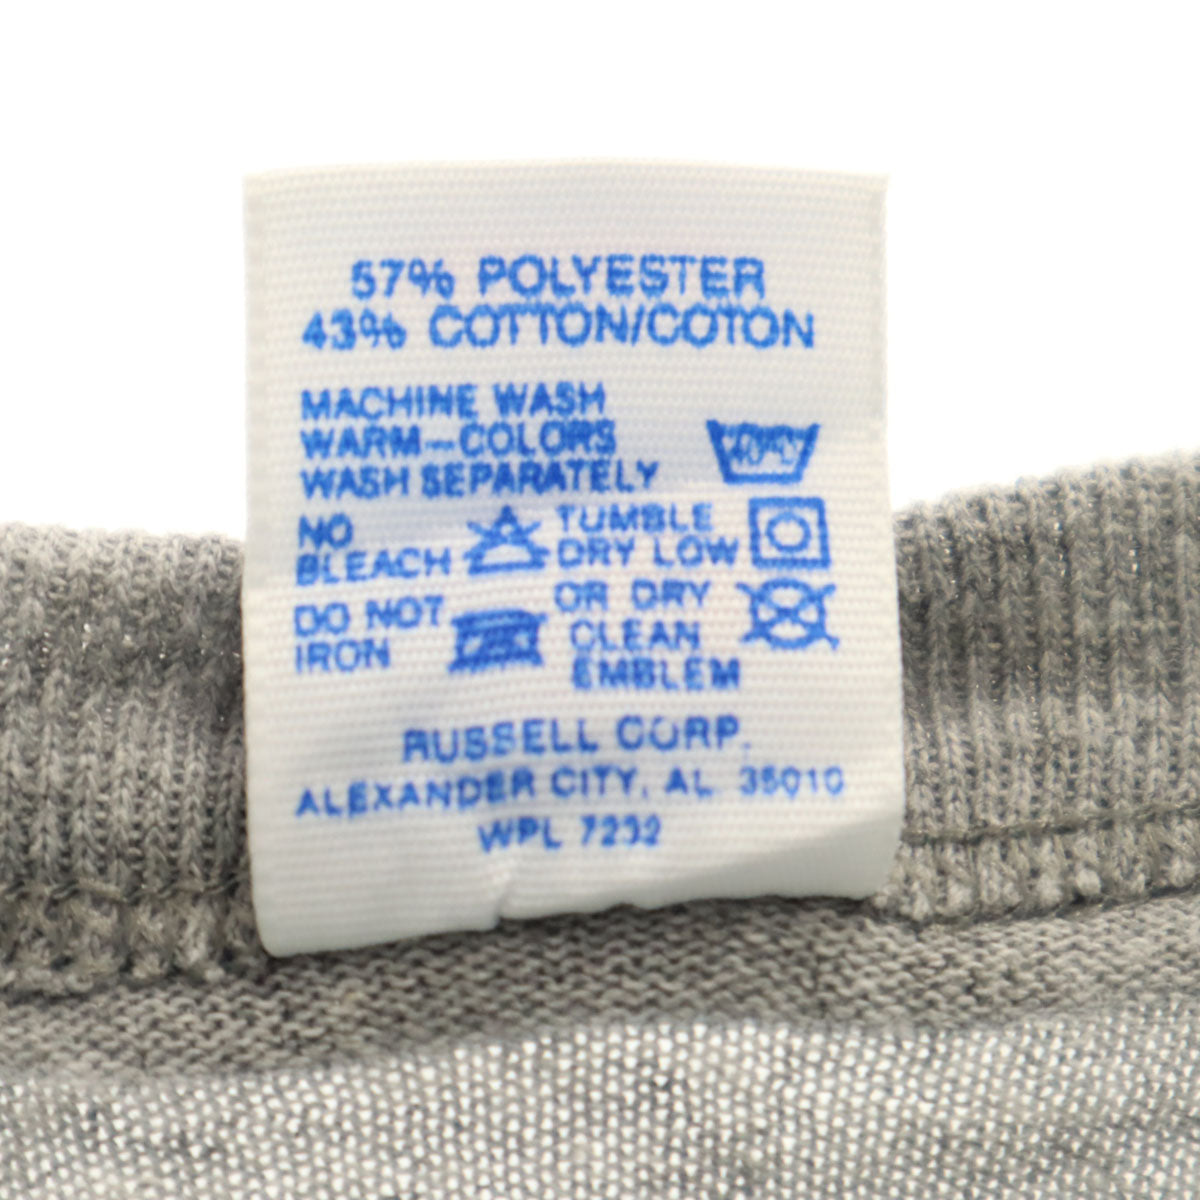 57% POLYESTER
43% COTTON/COTON
MACHINE WASH
WARM-COLORS
WASH SEPARATELY
40°C
NO
BLEACH
TUMBLE
DRY LOW
DO NOT
IRON
OR DRY
CLEAN
EMBLEM
RUSSELL CORP.
ALEXANDER CITY, AL. 35010
WPL 7232